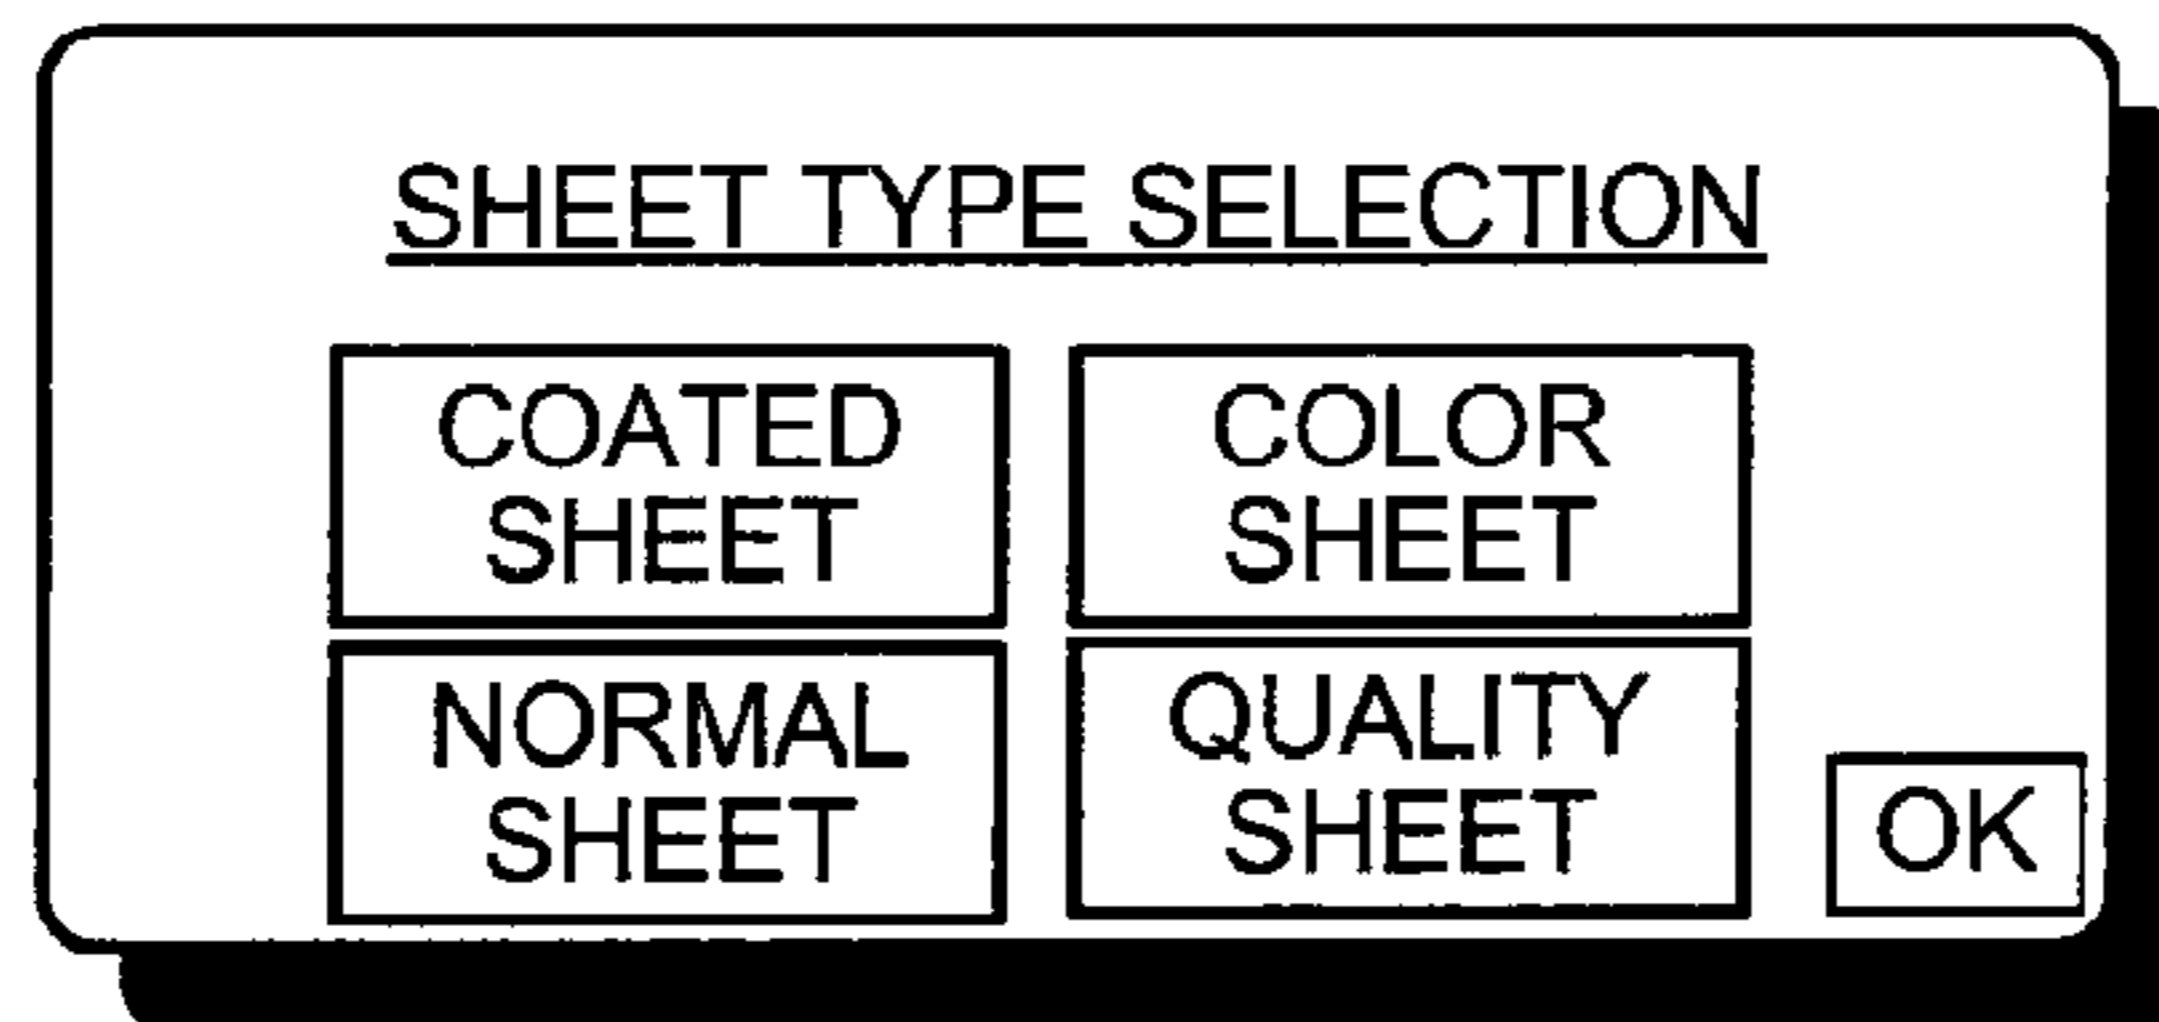 SHEET TYPE SELECTION
COATED
SHEET
COLOR
SHEET
NORMAL
SHEET
QUALITY
SHEET
OK